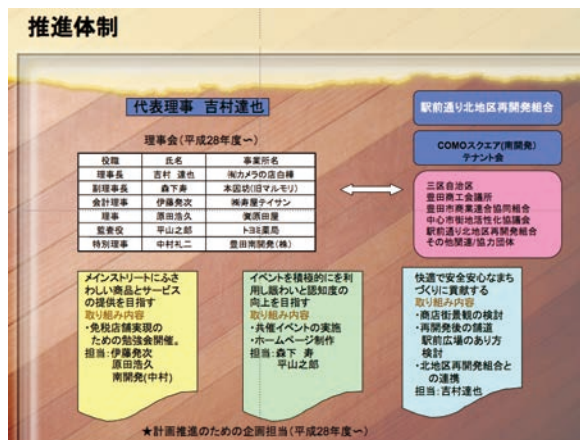 推進体制
代表理事 吉村達也
理事会(平成28年度〜)
役職 氏名 事業所名
理事長 吉村 達也 ㈲カメラの店白樺
副理事長 森下寿 本因坊(旧マルモリ)
会計理事 伊藤発次 ㈱寿屋テイサン
理事 原田浩久 原田屋
監査役 平山之郎 トヨミ薬局
特別理事 中村礼二 豊田南開発(株)
駅前通り北地区再開発組合
COMOスクエア(南開発)
テナント会
三区自治区
豊田商工会議所
豊田市商業連合協同組合
中心市街地活性化協議会
駅前通り北地区再開発組合
その他関連/協力団体
メインストリートにふさ
わしい商品とサービス
の提供を目指す
取り組み内容
・免税店舗実現の
ための勉強会開催。
担当:伊藤発次
原田浩久
南開発(中村)
イベントを積極的にを利
用し賑わいと認知度の
向上を目指す
取り組み内容
・共催イベントの実施
・ホームページ制作
担当:森下 寿
平山之郎
快適で安全安心なまち
づくりに貢献する
取り組み内容
・商店街景観の検討
・再開発後の舗道
駅前広場のあり方
検討
・北地区再開発組合と
の連携
担当:吉村達也
★計画推進のための企画担当(平成28年度〜)